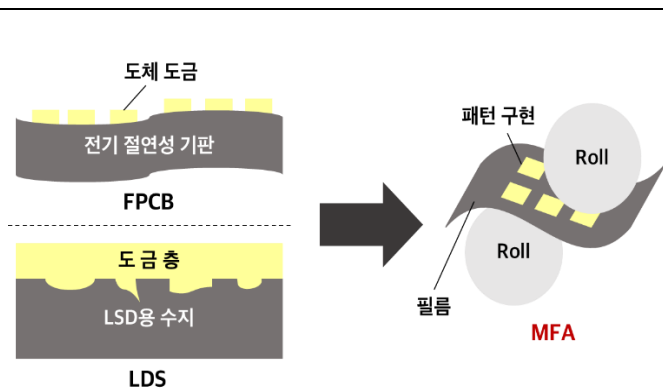 도체 도금
전기 절연성 기판
FPCB
도 금 층
LSD용 수지
LDS
패턴 구현
Roll
Roll
필름
MFA